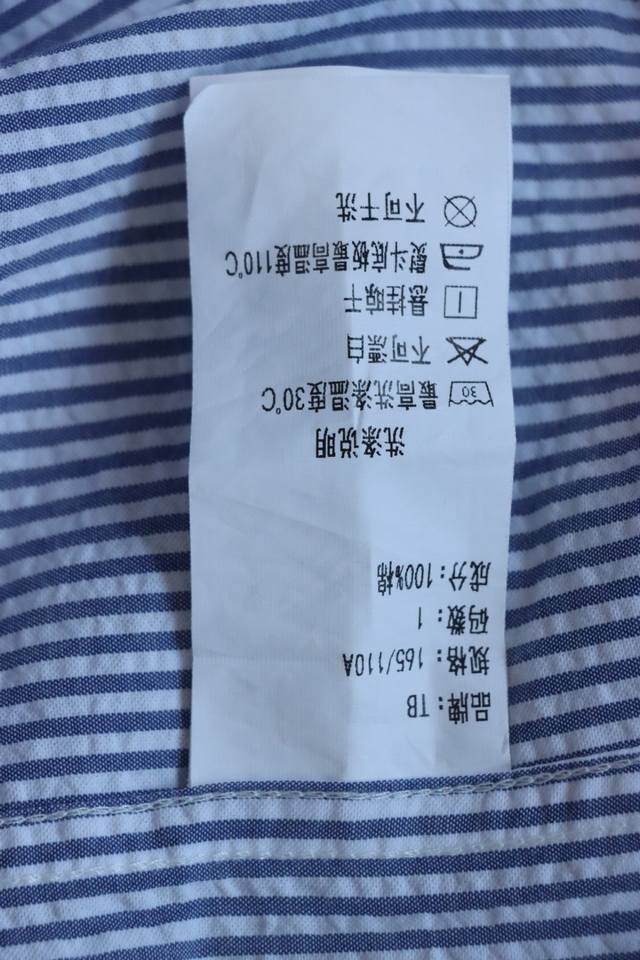 品牌：TB
规格：165/110A
码数：1
成分：100%棉
洗涤说明
30 最高洗涤温度30℃
不可漂白
悬挂晾干
熨斗底板最高温度110℃
不可干洗